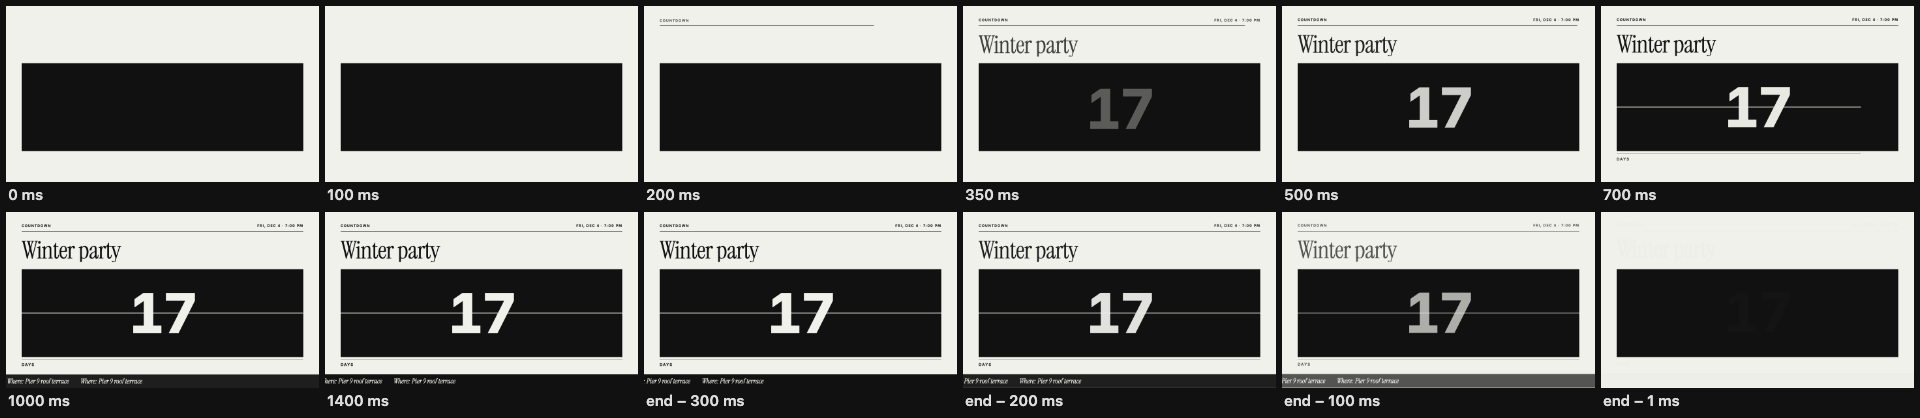 0 ms
100 ms
COUNTDOWN
200 ms
COUNTDOWN FRI, DEC 4 · 7:00 PM
Winter party
17
350 ms
COUNTDOWN FRI, DEC 4 · 7:00 PM
Winter party
17
500 ms
COUNTDOWN FRI, DEC 4 · 7:00 PM
Winter party
17
DAYS
700 ms
COUNTDOWN FRI, DEC 4 · 7:00 PM
Winter party
17
DAYS
Where: Pier 9 roof terrace Where: Pier 9 roof terrace
1000 ms
COUNTDOWN FRI, DEC 4 · 7:00 PM
Winter party
17
DAYS
here: Pier 9 roof terrace Where: Pier 9 roof terrace
1400 ms
COUNTDOWN FRI, DEC 4 · 7:00 PM
Winter party
17
DAYS
: Pier 9 roof terrace Where: Pier 9 roof terrace
end – 300 ms
COUNTDOWN FRI, DEC 4 · 7:00 PM
Winter party
17
DAYS
Pier 9 roof terrace Where: Pier 9 roof terrace
end – 200 ms
COUNTDOWN FRI, DEC 4 · 7:00 PM
Winter party
17
DAYS
Pier 9 roof terrace Where: Pier 9 roof terrace
end – 100 ms
Winter party
17
end – 1 ms